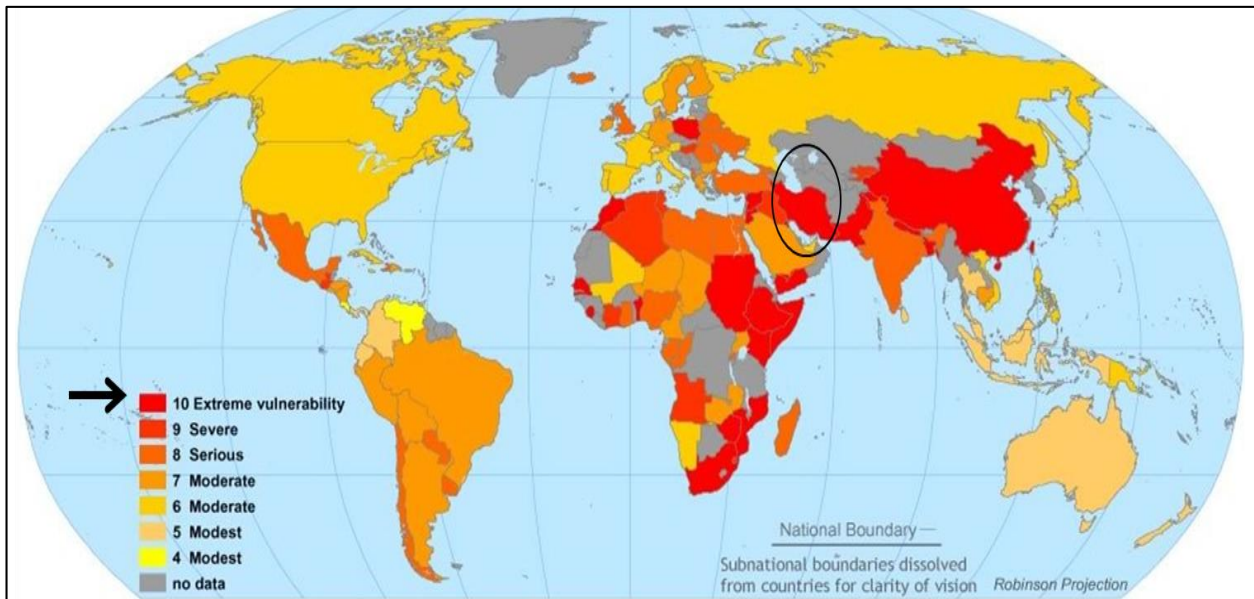 10 Extreme vulnerability
9 Severe
8 Serious
7 Moderate
6 Moderate
5 Modest
4 Modest
no data
National Boundary —
Subnational boundaries dissolved
from countries for clarity of vision
Robinson Projection